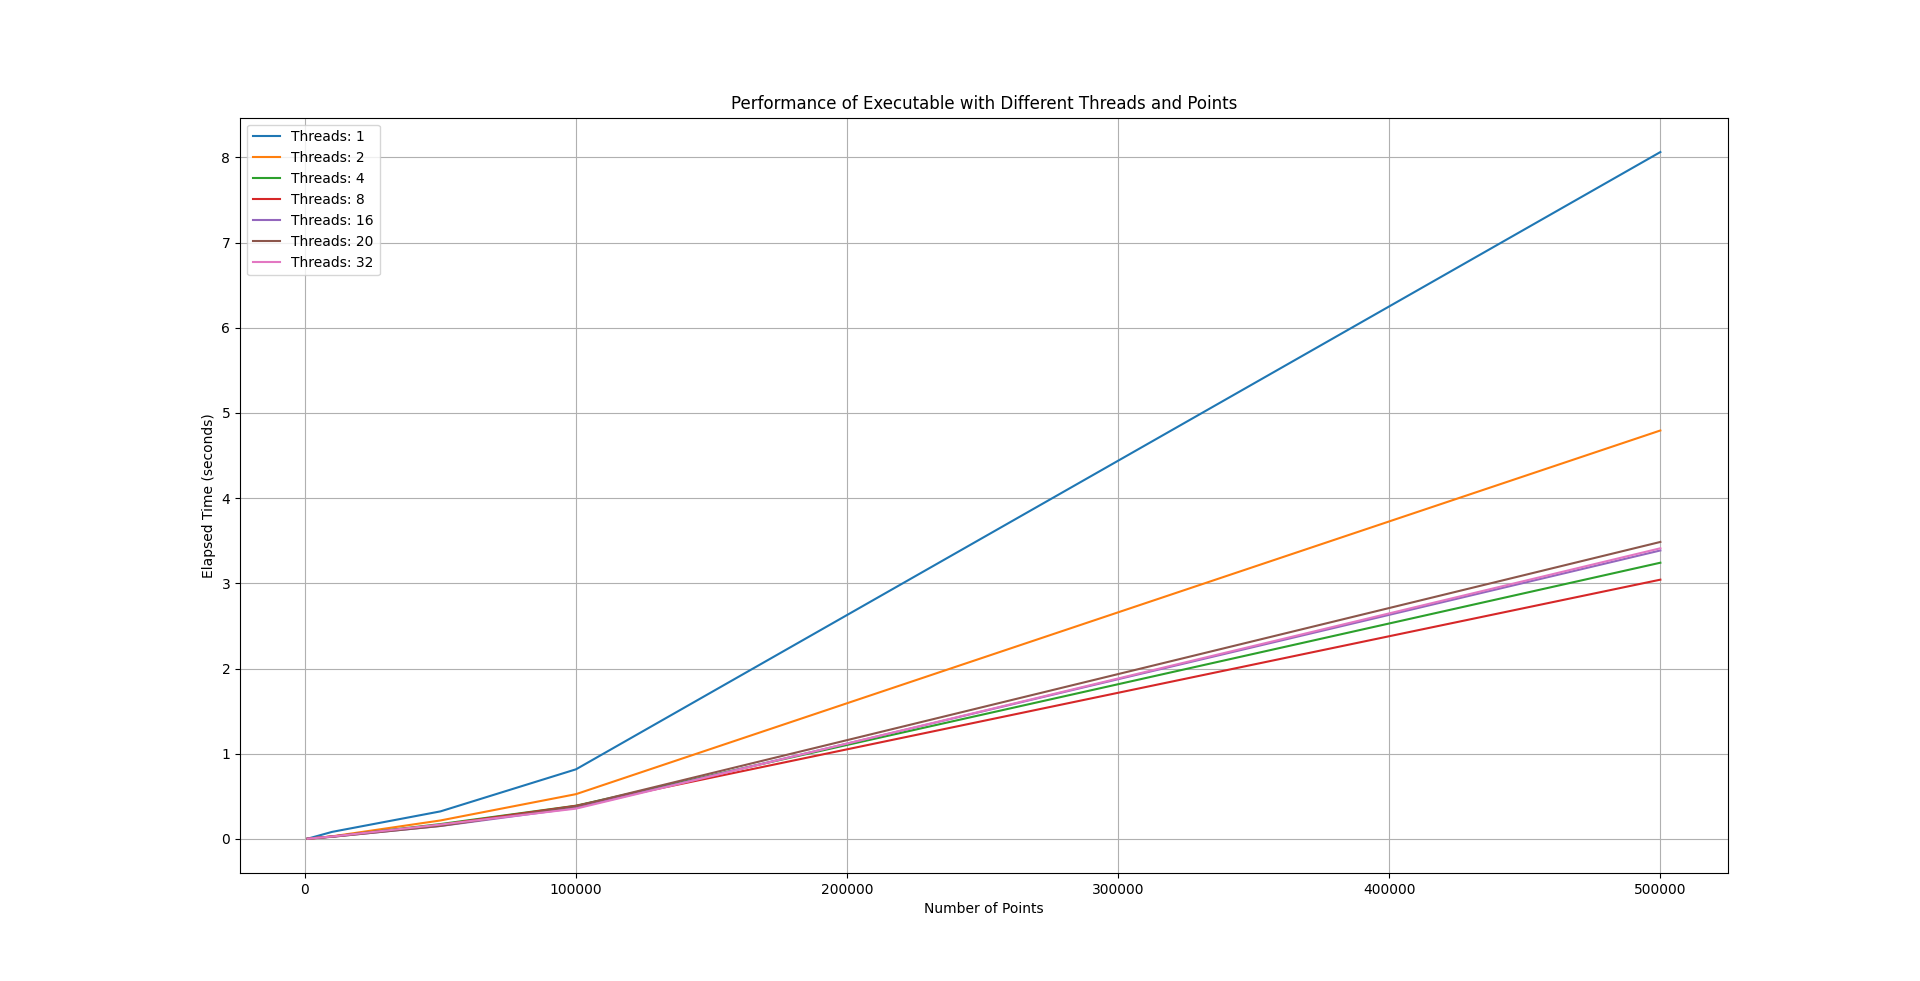 Performance of Executable with Different Threads and Points
Threads: 1
Threads: 2
Threads: 4
Threads: 8
Threads: 16
Threads: 20
Threads: 32
8
7
6
5
4
3
2
1
0
Elapsed Time (seconds)
0 100000 200000 300000 400000 500000
Number of Points